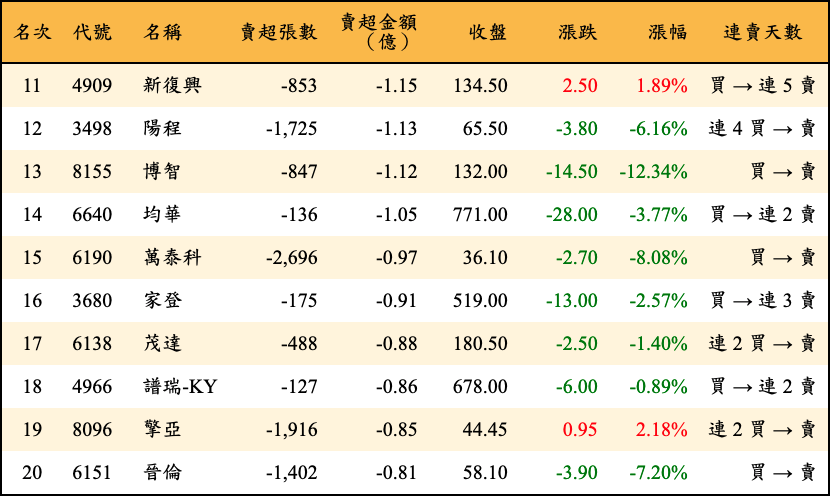 名次 代號 名稱 賣超張數 賣超金額（億） 收盤 漲跌 漲幅 連賣天數
11 4909 新復興 -853 -1.15 134.50 2.50 1.89% 買 → 連 5 賣
12 3498 陽程 -1,725 -1.13 65.50 -3.80 -6.16% 連 4 買 → 賣
13 8155 博智 -847 -1.12 132.00 -14.50 -12.34% 買 → 賣
14 6640 均華 -136 -1.05 771.00 -28.00 -3.77% 買 → 連 2 賣
15 6190 萬泰科 -2,696 -0.97 36.10 -2.70 -8.08% 買 → 賣
16 3680 家登 -175 -0.91 519.00 -13.00 -2.57% 買 → 連 3 賣
17 6138 茂達 -488 -0.88 180.50 -2.50 -1.40% 連 2 買 → 賣
18 4966 譜瑞-KY -127 -0.86 678.00 -6.00 -0.89% 買 → 連 2 賣
19 8096 擎亞 -1,916 -0.85 44.45 0.95 2.18% 連 2 買 → 賣
20 6151 晉倫 -1,402 -0.81 58.10 -3.90 -7.20% 買 → 賣